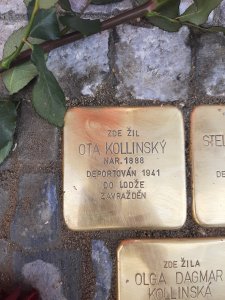 ZDE ŽIL
OTA KOLLINSKÝ
NAR. 1888
DEPORTOVÁN 1941
DO LODŽE
ZAVRAŽDĚN
ZDE ŽILA
OLGA DAGMAR
KOLLINSKÁ